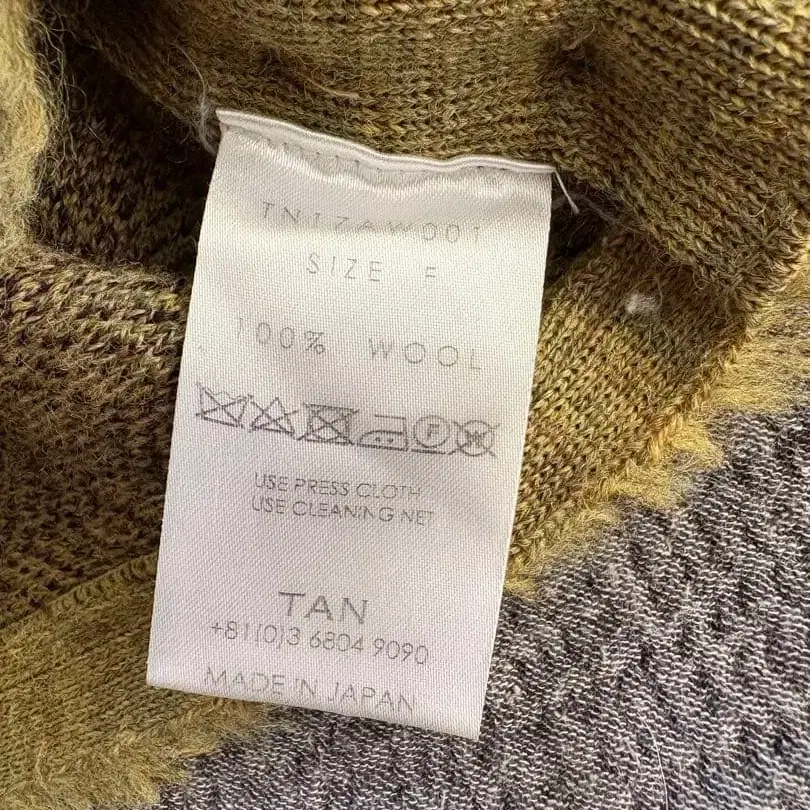 TN17AW001
SIZE F
100% WOOL
F W
USE PRESS CLOTH
USE CLEANING NET
TAN
+81(0)3 6804 9090
MADE IN JAPAN